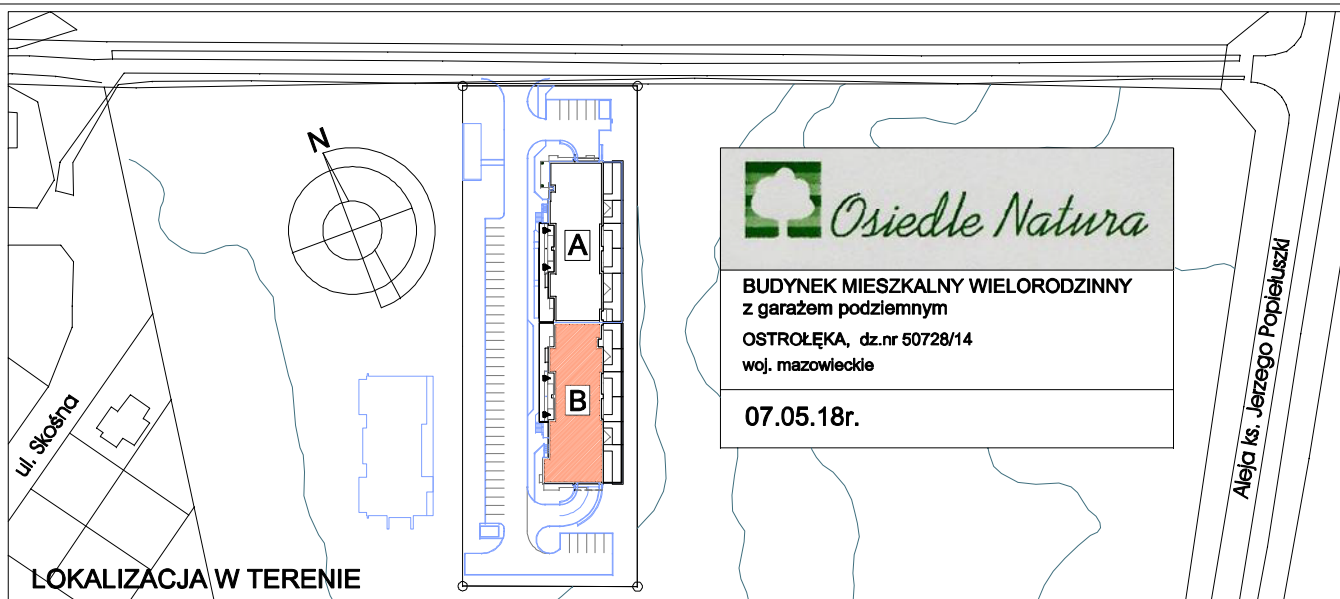 N
A
B
Osiedle Natura
BUDYNEK MIESZKALNY WIELORODZINNY
z garażem podziemnym
OSTROŁĘKA, dz.nr 50728/14
woj. mazowieckie
07.05.18r.
ul. Skośna
Aleja ks. Jerzego Popiełuszki
LOKALIZACJA W TERENIE